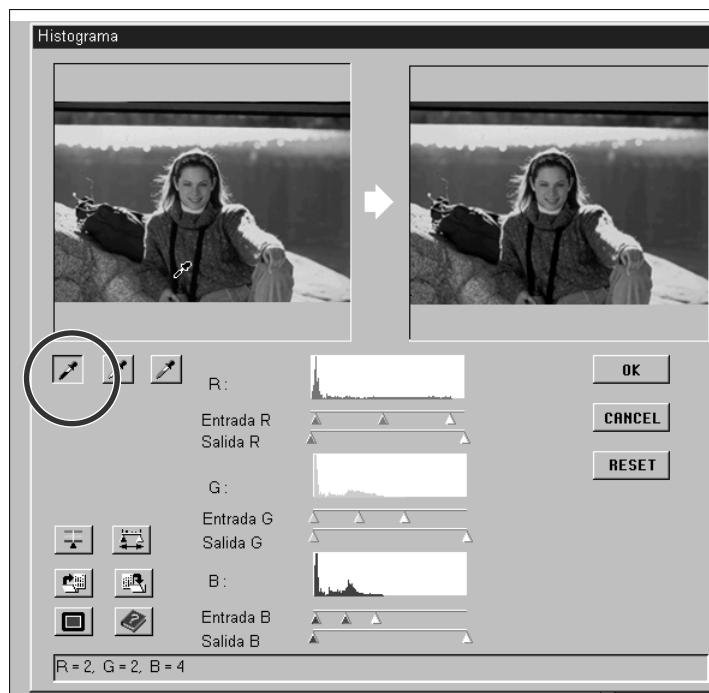 Histograma
R :
OK
Entrada R
CANCEL
Salida R
RESET
G :
Entrada G
Salida G
B :
Entrada B
Salida B
R = 2, G = 2, B = 4